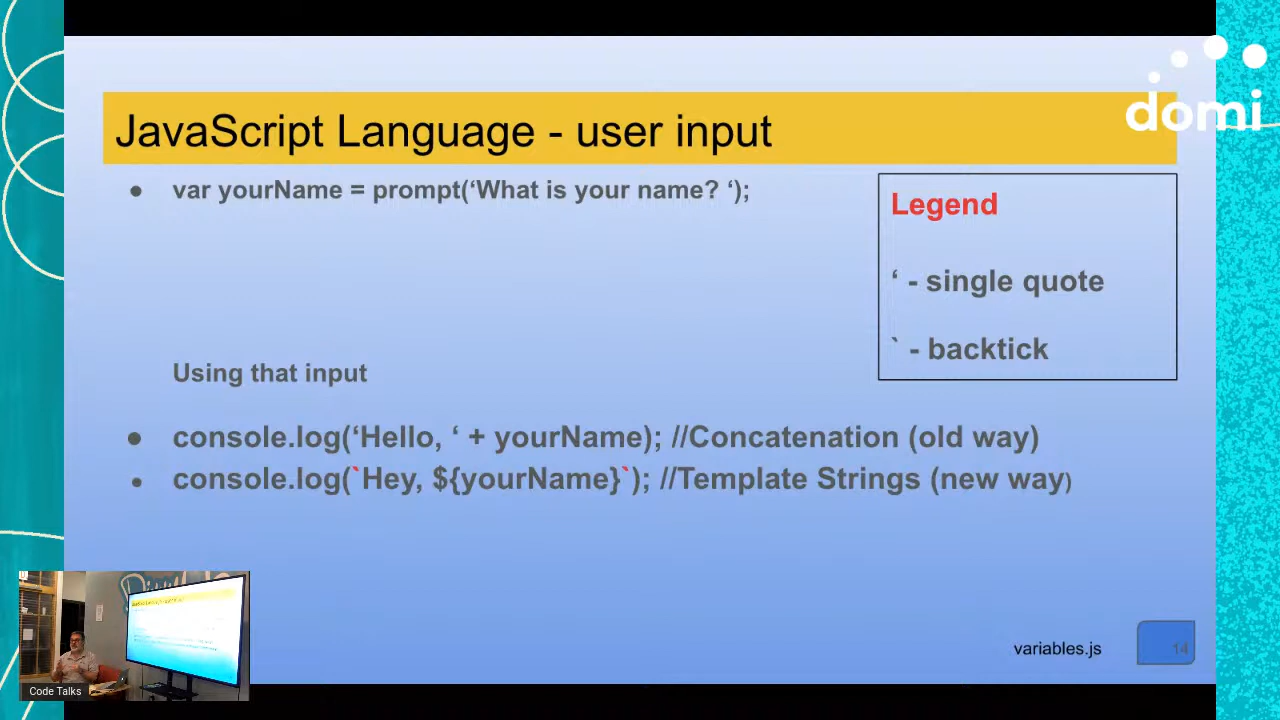 domi
JavaScript Language - user input
● var yourName = prompt(‘What is your name? ‘);
Legend
‘ - single quote
` - backtick
Using that input
● console.log(‘Hello, ‘ + yourName); //Concatenation (old way)
● console.log(`Hey, ${yourName}`); //Template Strings (new way)
variables.js
14
Code Talks